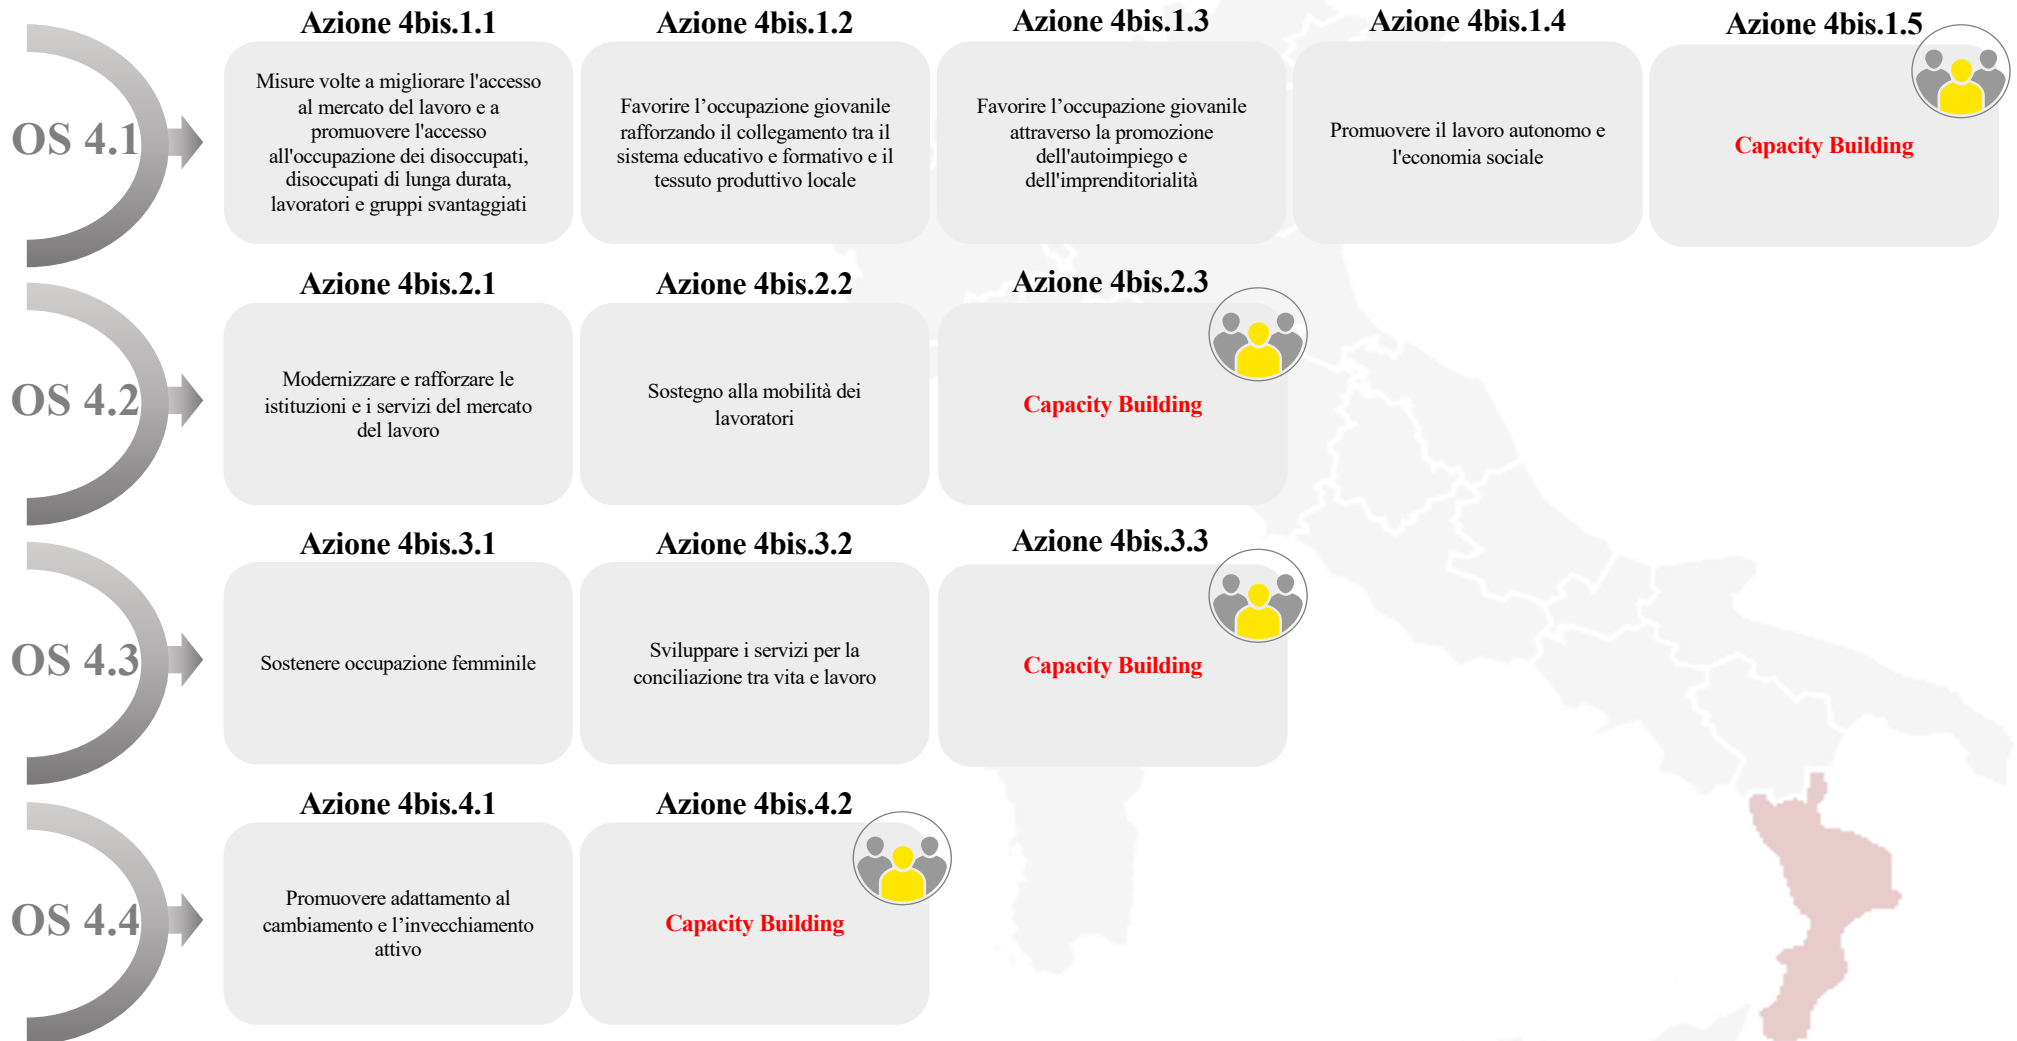 OS 4.1
Azione 4bis.1.1
Misure volte a migliorare l'accesso
al mercato del lavoro e a
promuovere l'accesso
all'occupazione dei disoccupati,
disoccupati di lunga durata,
lavoratori e gruppi svantaggiati
Azione 4bis.1.2
Favorire l’occupazione giovanile
rafforzando il collegamento tra il
sistema educativo e formativo e il
tessuto produttivo locale
Azione 4bis.1.3
Favorire l’occupazione giovanile
attraverso la promozione
dell'autoimpiego e
dell'imprenditorialità
Azione 4bis.1.4
Promuovere il lavoro autonomo e
l'economia sociale
Azione 4bis.1.5
Capacity Building
OS 4.2
Azione 4bis.2.1
Modernizzare e rafforzare le
istituzioni e i servizi del mercato
del lavoro
Azione 4bis.2.2
Sostegno alla mobilità dei
lavoratori
Azione 4bis.2.3
Capacity Building
OS 4.3
Azione 4bis.3.1
Sostenere occupazione femminile
Azione 4bis.3.2
Sviluppare i servizi per la
conciliazione tra vita e lavoro
Azione 4bis.3.3
Capacity Building
OS 4.4
Azione 4bis.4.1
Promuovere adattamento al
cambiamento e l’invecchiamento
attivo
Azione 4bis.4.2
Capacity Building